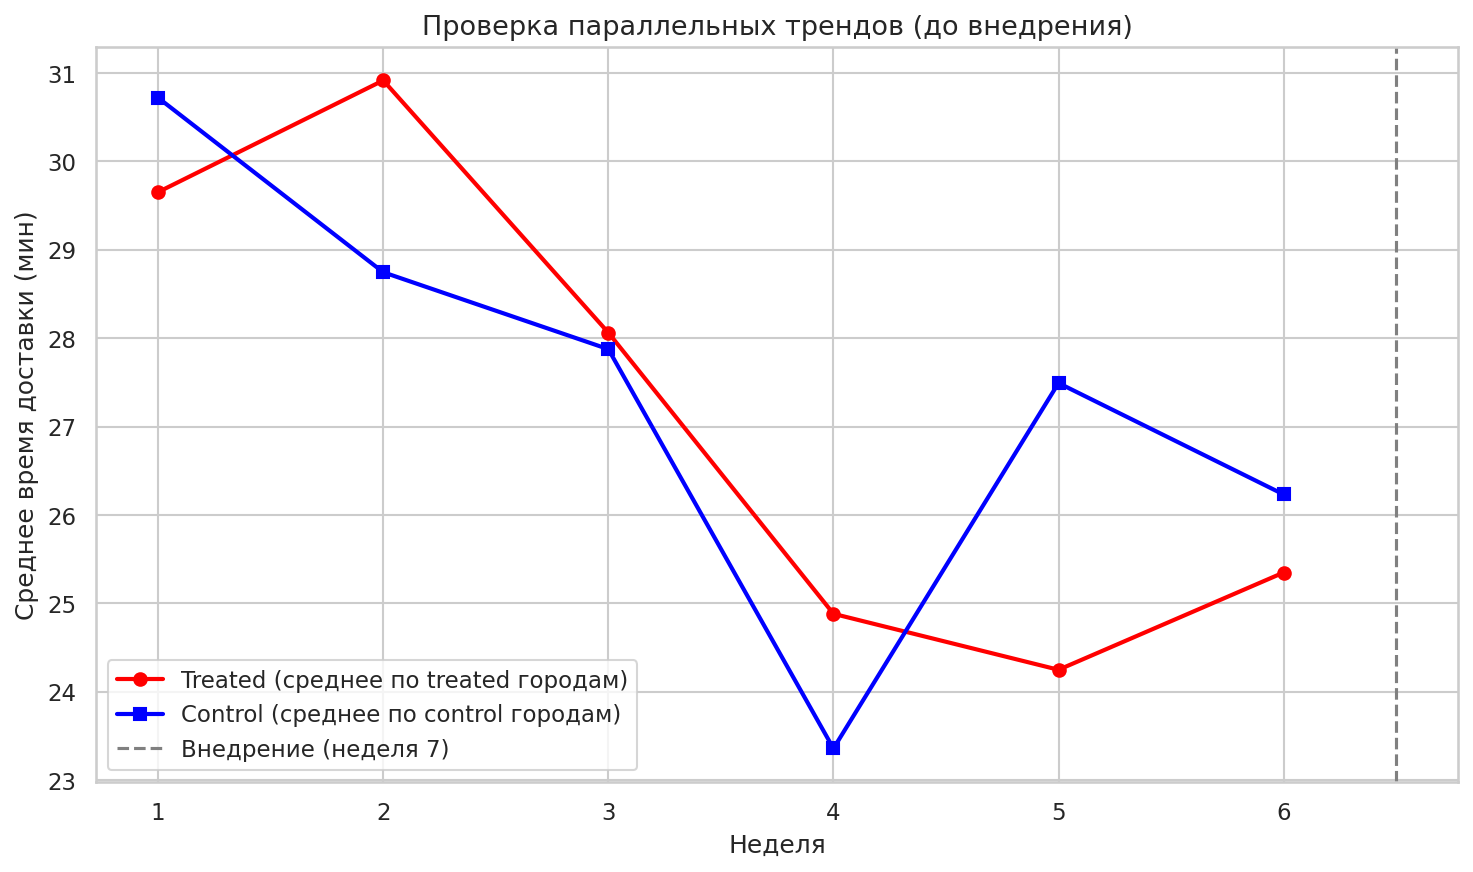 Проверка параллельных трендов (до внедрения)
Среднее время доставки (мин)
31
30
29
28
27
26
25
24
23
Treated (среднее по treated городам)
Control (среднее по control городам)
Внедрение (неделя 7)
1 2 3 4 5 6
Неделя